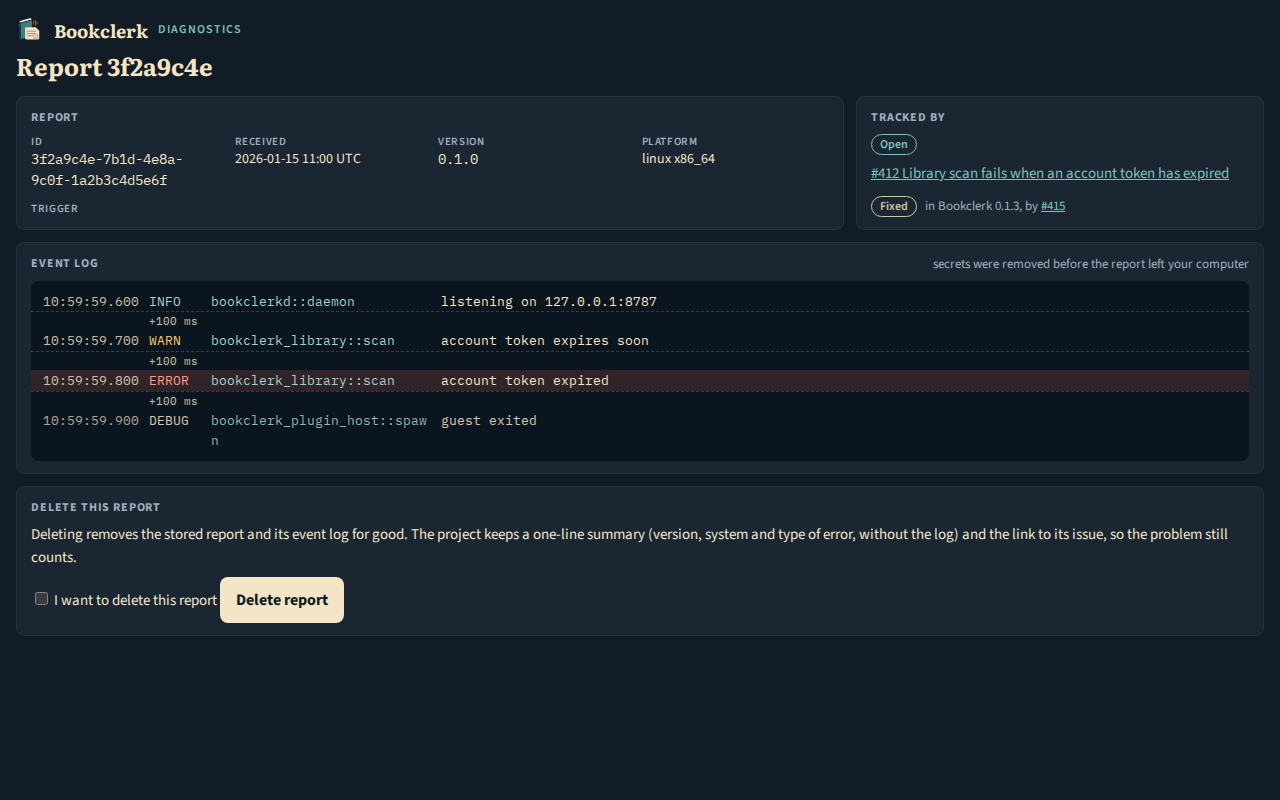 Bookclerk DIAGNOSTICS
Report 3f2a9c4e
REPORT
ID RECEIVED VERSION PLATFORM
3f2a9c4e-7b1d-4e8a- 2026-01-15 11:00 UTC 0.1.0 linux x86_64
9c0f-1a2b3c4d5e6f
TRIGGER
TRACKED BY
Open
#412 Library scan fails when an account token has expired
Fixed in Bookclerk 0.1.3, by #415
EVENT LOG secrets were removed before the report left your computer
10:59:59.600 INFO bookclerkd::daemon listening on 127.0.0.1:8787
+100 ms
10:59:59.700 WARN bookclerk_library::scan account token expires soon
+100 ms
10:59:59.800 ERROR bookclerk_library::scan account token expired
+100 ms
10:59:59.900 DEBUG bookclerk_plugin_host::spaw guest exited
n
DELETE THIS REPORT
Deleting removes the stored report and its event log for good. The project keeps a one-line summary (version, system and type of error, without the log) and the link to its issue, so the problem still
counts.
I want to delete this report Delete report